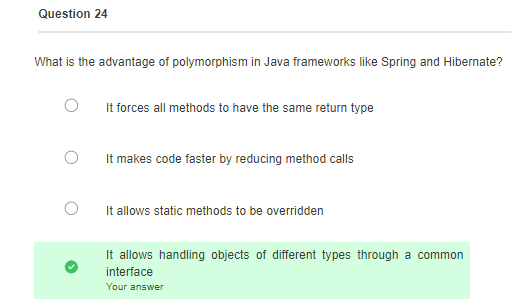 Question 24
What is the advantage of polymorphism in Java frameworks like Spring and Hibernate?
It forces all methods to have the same return type
It makes code faster by reducing method calls
It allows static methods to be overridden
It allows handling objects of different types through a common
interface
Your answer